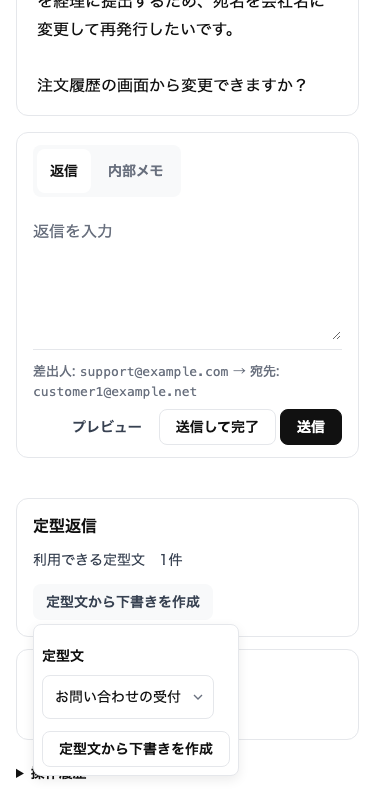 を経理に提出するため、宛名を会社名に
変更して再発行したいです。
注文履歴の画面から変更できますか？
返信
内部メモ
返信を入力
差出人: support@example.com → 宛先:
customer1@example.net
プレビュー
送信して完了
送信
定型返信
利用できる定型文 1件
定型文から下書きを作成
定型文
お問い合わせの受付
定型文から下書きを作成